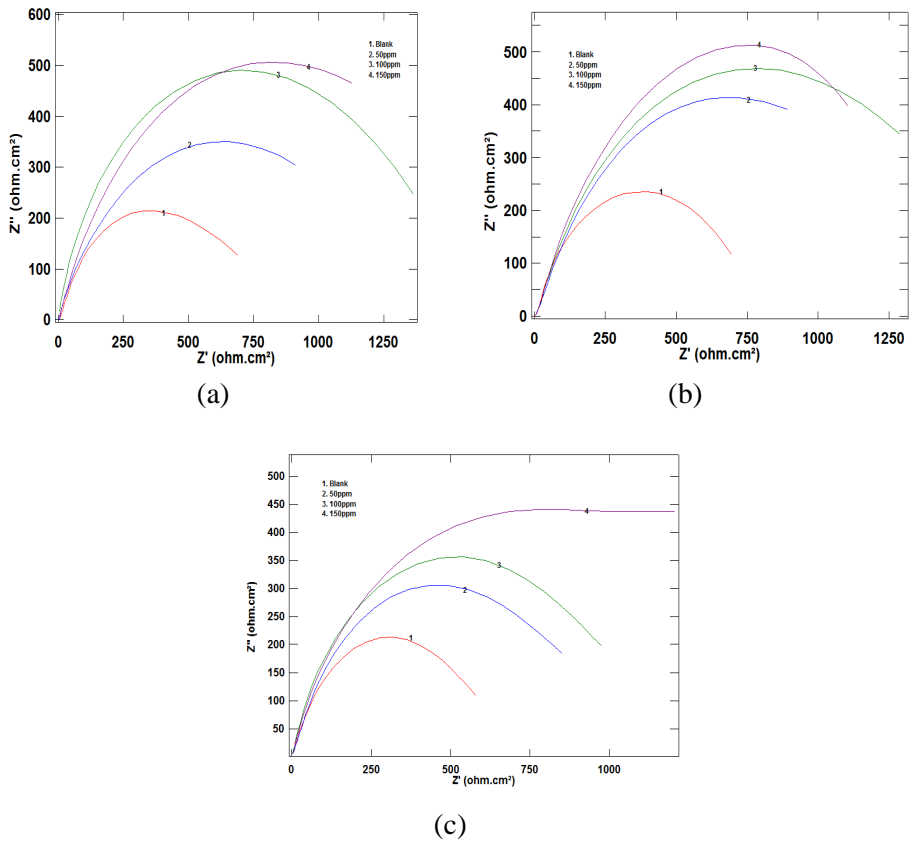 600
500
400
300
200
100
0
Z'' (ohm.cm²)
1. Blank
2. 50ppm
3. 100ppm
4. 150ppm
1
2
3
4
0 250 500 750 1000 1250
Z' (ohm.cm²)
(a)
500
400
300
200
100
0
Z'' (ohm.cm²)
1. Blank
2. 50ppm
3. 100ppm
4. 150ppm
1
2
3
4
0 250 500 750 1000 1250
Z' (ohm.cm²)
(b)
500
450
400
350
300
250
200
150
100
50
Z'' (ohm.cm²)
1. Blank
2. 50ppm
3. 100ppm
4. 150ppm
1
2
3
4
0 250 500 750 1000
Z' (ohm.cm²)
(c)